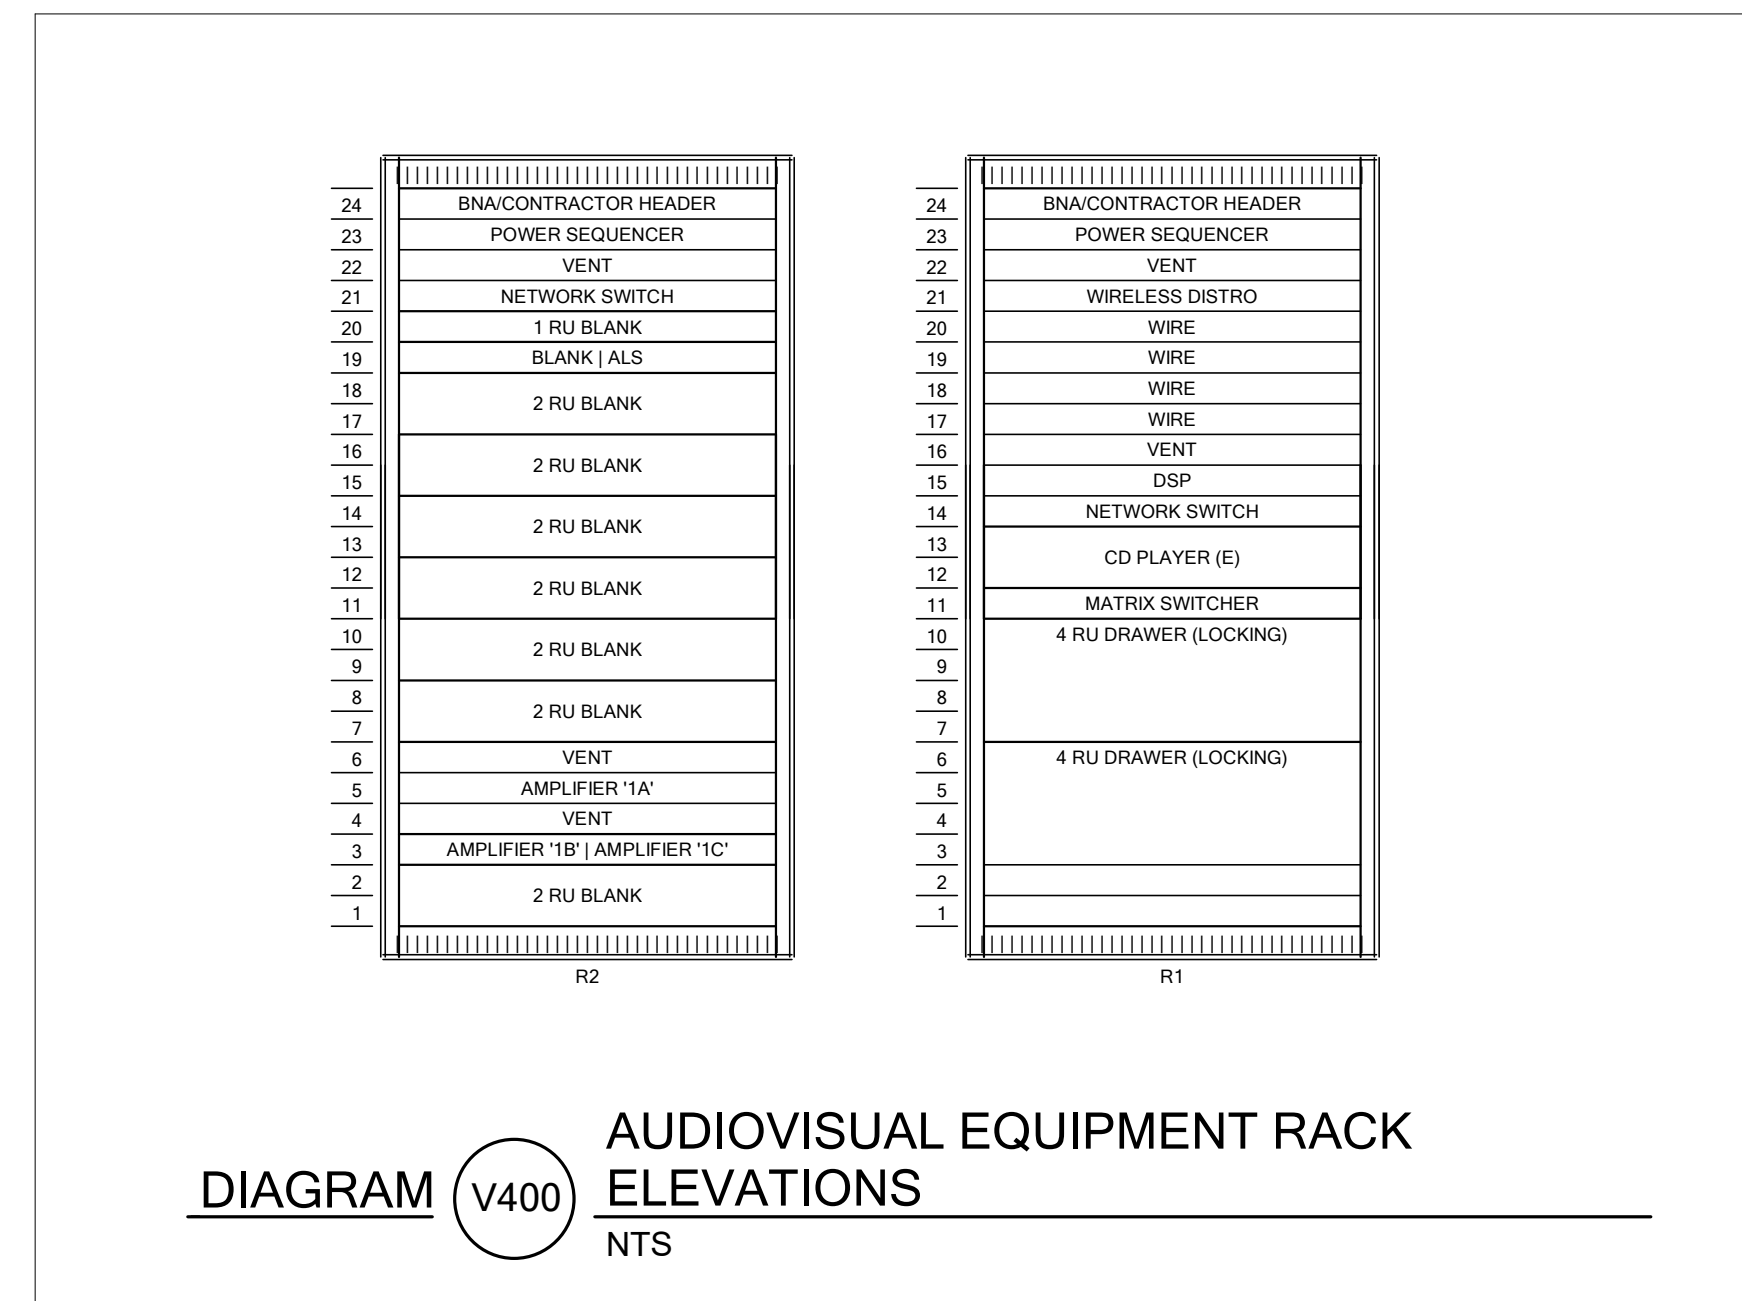 24 BNA/CONTRACTOR HEADER
23 POWER SEQUENCER
22 VENT
21 NETWORK SWITCH
20 1 RU BLANK
19 BLANK | ALS
18
2 RU BLANK
17
16
2 RU BLANK
15
14
2 RU BLANK
13
12
2 RU BLANK
11
10
2 RU BLANK
9
8
2 RU BLANK
7
6 VENT
5 AMPLIFIER '1A'
4 VENT
3 AMPLIFIER '1B' | AMPLIFIER '1C'
2
2 RU BLANK
1
R2
24 BNA/CONTRACTOR HEADER
23 POWER SEQUENCER
22 VENT
21 WIRELESS DISTRO
20 WIRE
19 WIRE
18 WIRE
17 WIRE
16 VENT
15 DSP
14 NETWORK SWITCH
13
CD PLAYER (E)
12
11 MATRIX SWITCHER
10 4 RU DRAWER (LOCKING)
9
8
7
6 4 RU DRAWER (LOCKING)
5
4
3
2
1
R1
DIAGRAM
V400
AUDIOVISUAL EQUIPMENT RACK
ELEVATIONS
NTS